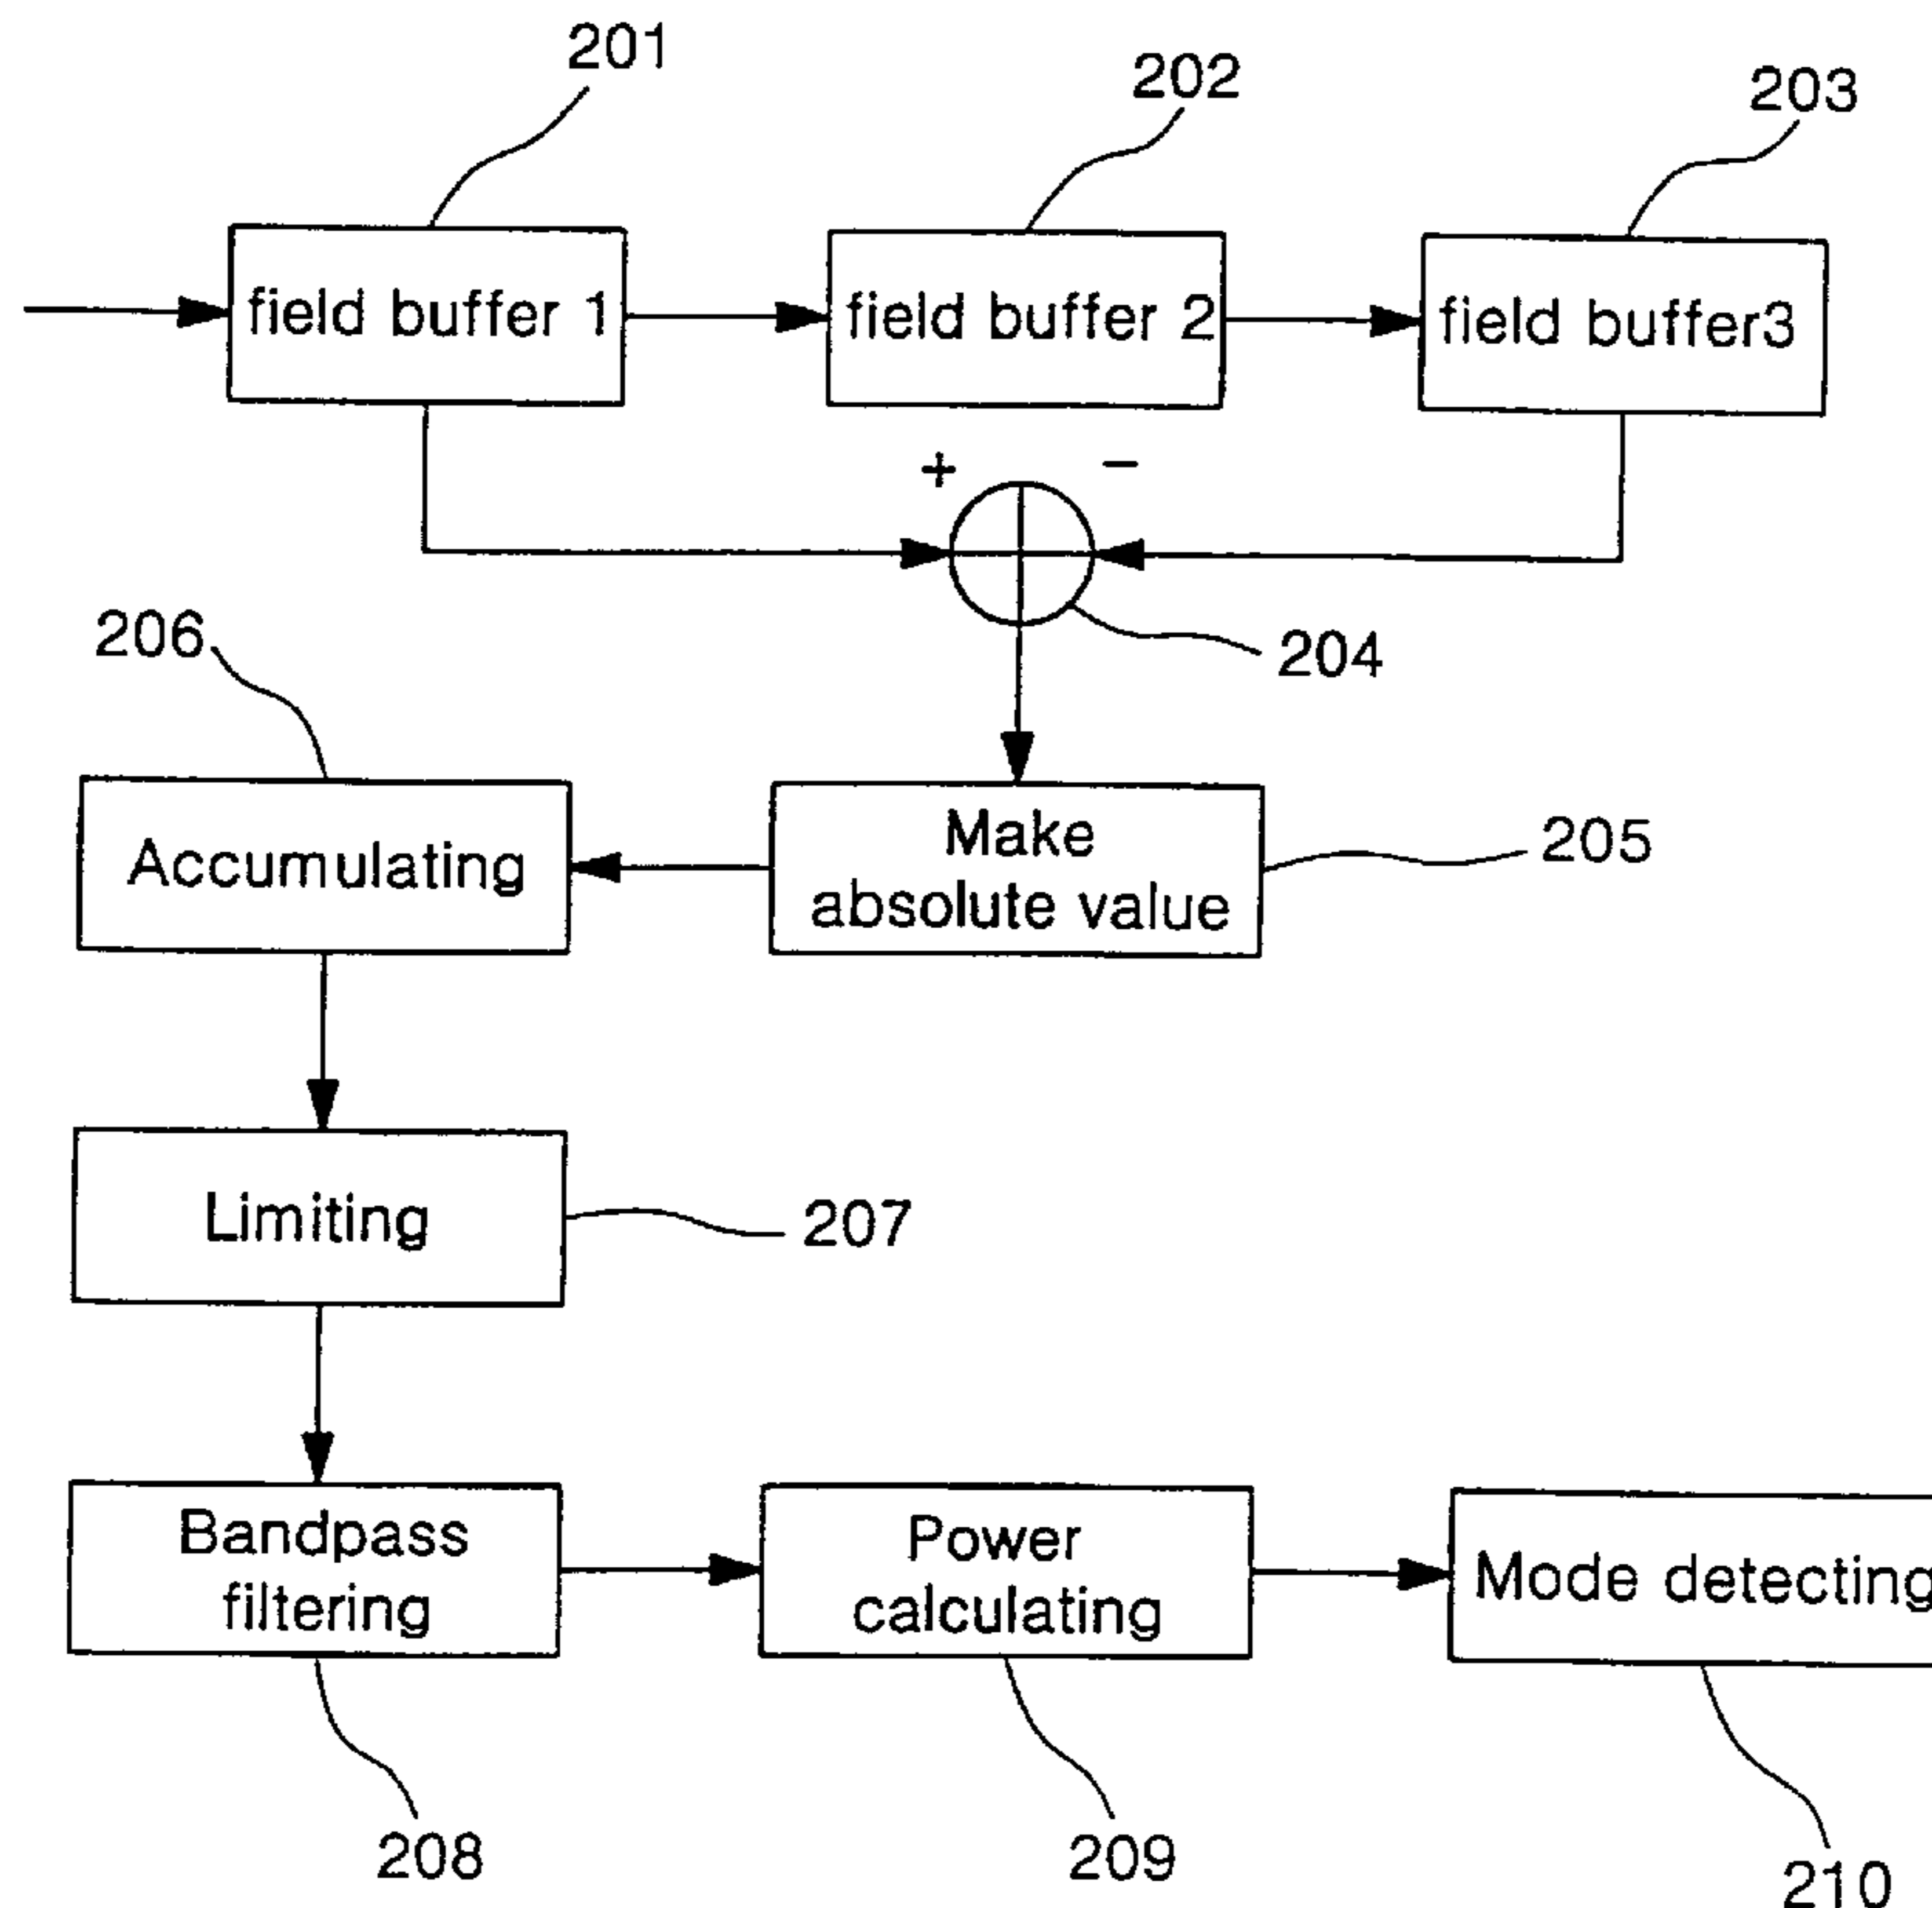 201
202
203
field buffer 1
field buffer 2
field buffer3
+
−
204
206
Accumulating
Make
absolute value
205
Limiting
207
Bandpass
filtering
Power
calculating
Mode detecting
208
209
210